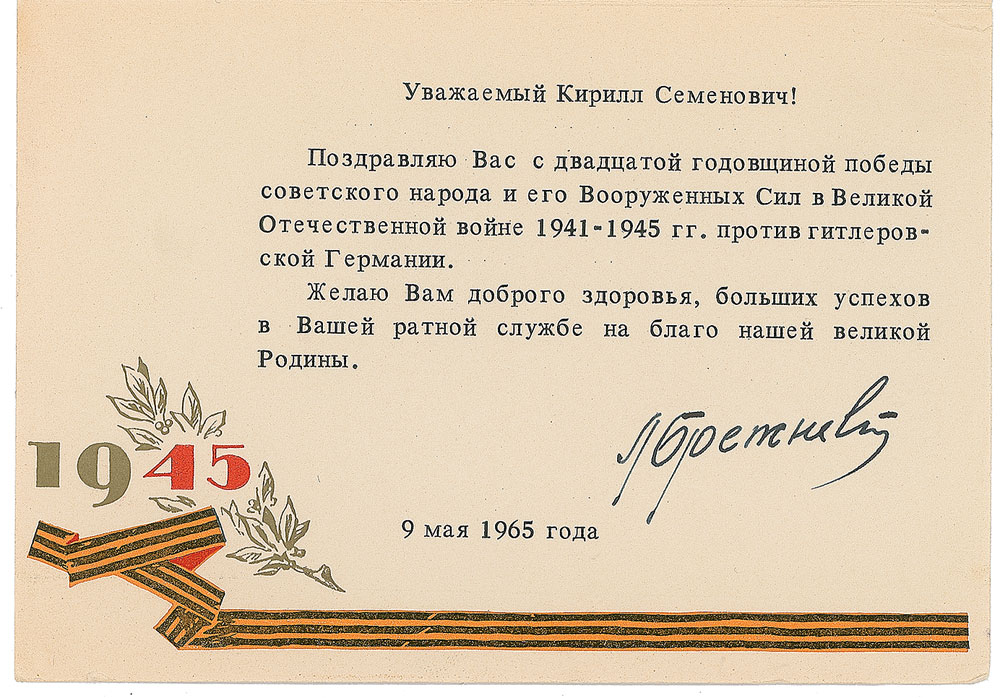 Уважаемый Кирилл Семенович!
Поздравляю Вас с двадцатой годовщиной победы
советского народа и его Вооруженных Сил в Великой
Отечественной войне 1941-1945 гг. против гитлеров-
ской Германии.
Желаю Вам доброго здоровья, больших успехов
в Вашей ратной службе на благо нашей великой
Родины.
Л Брежнев
1945
9 мая 1965 года